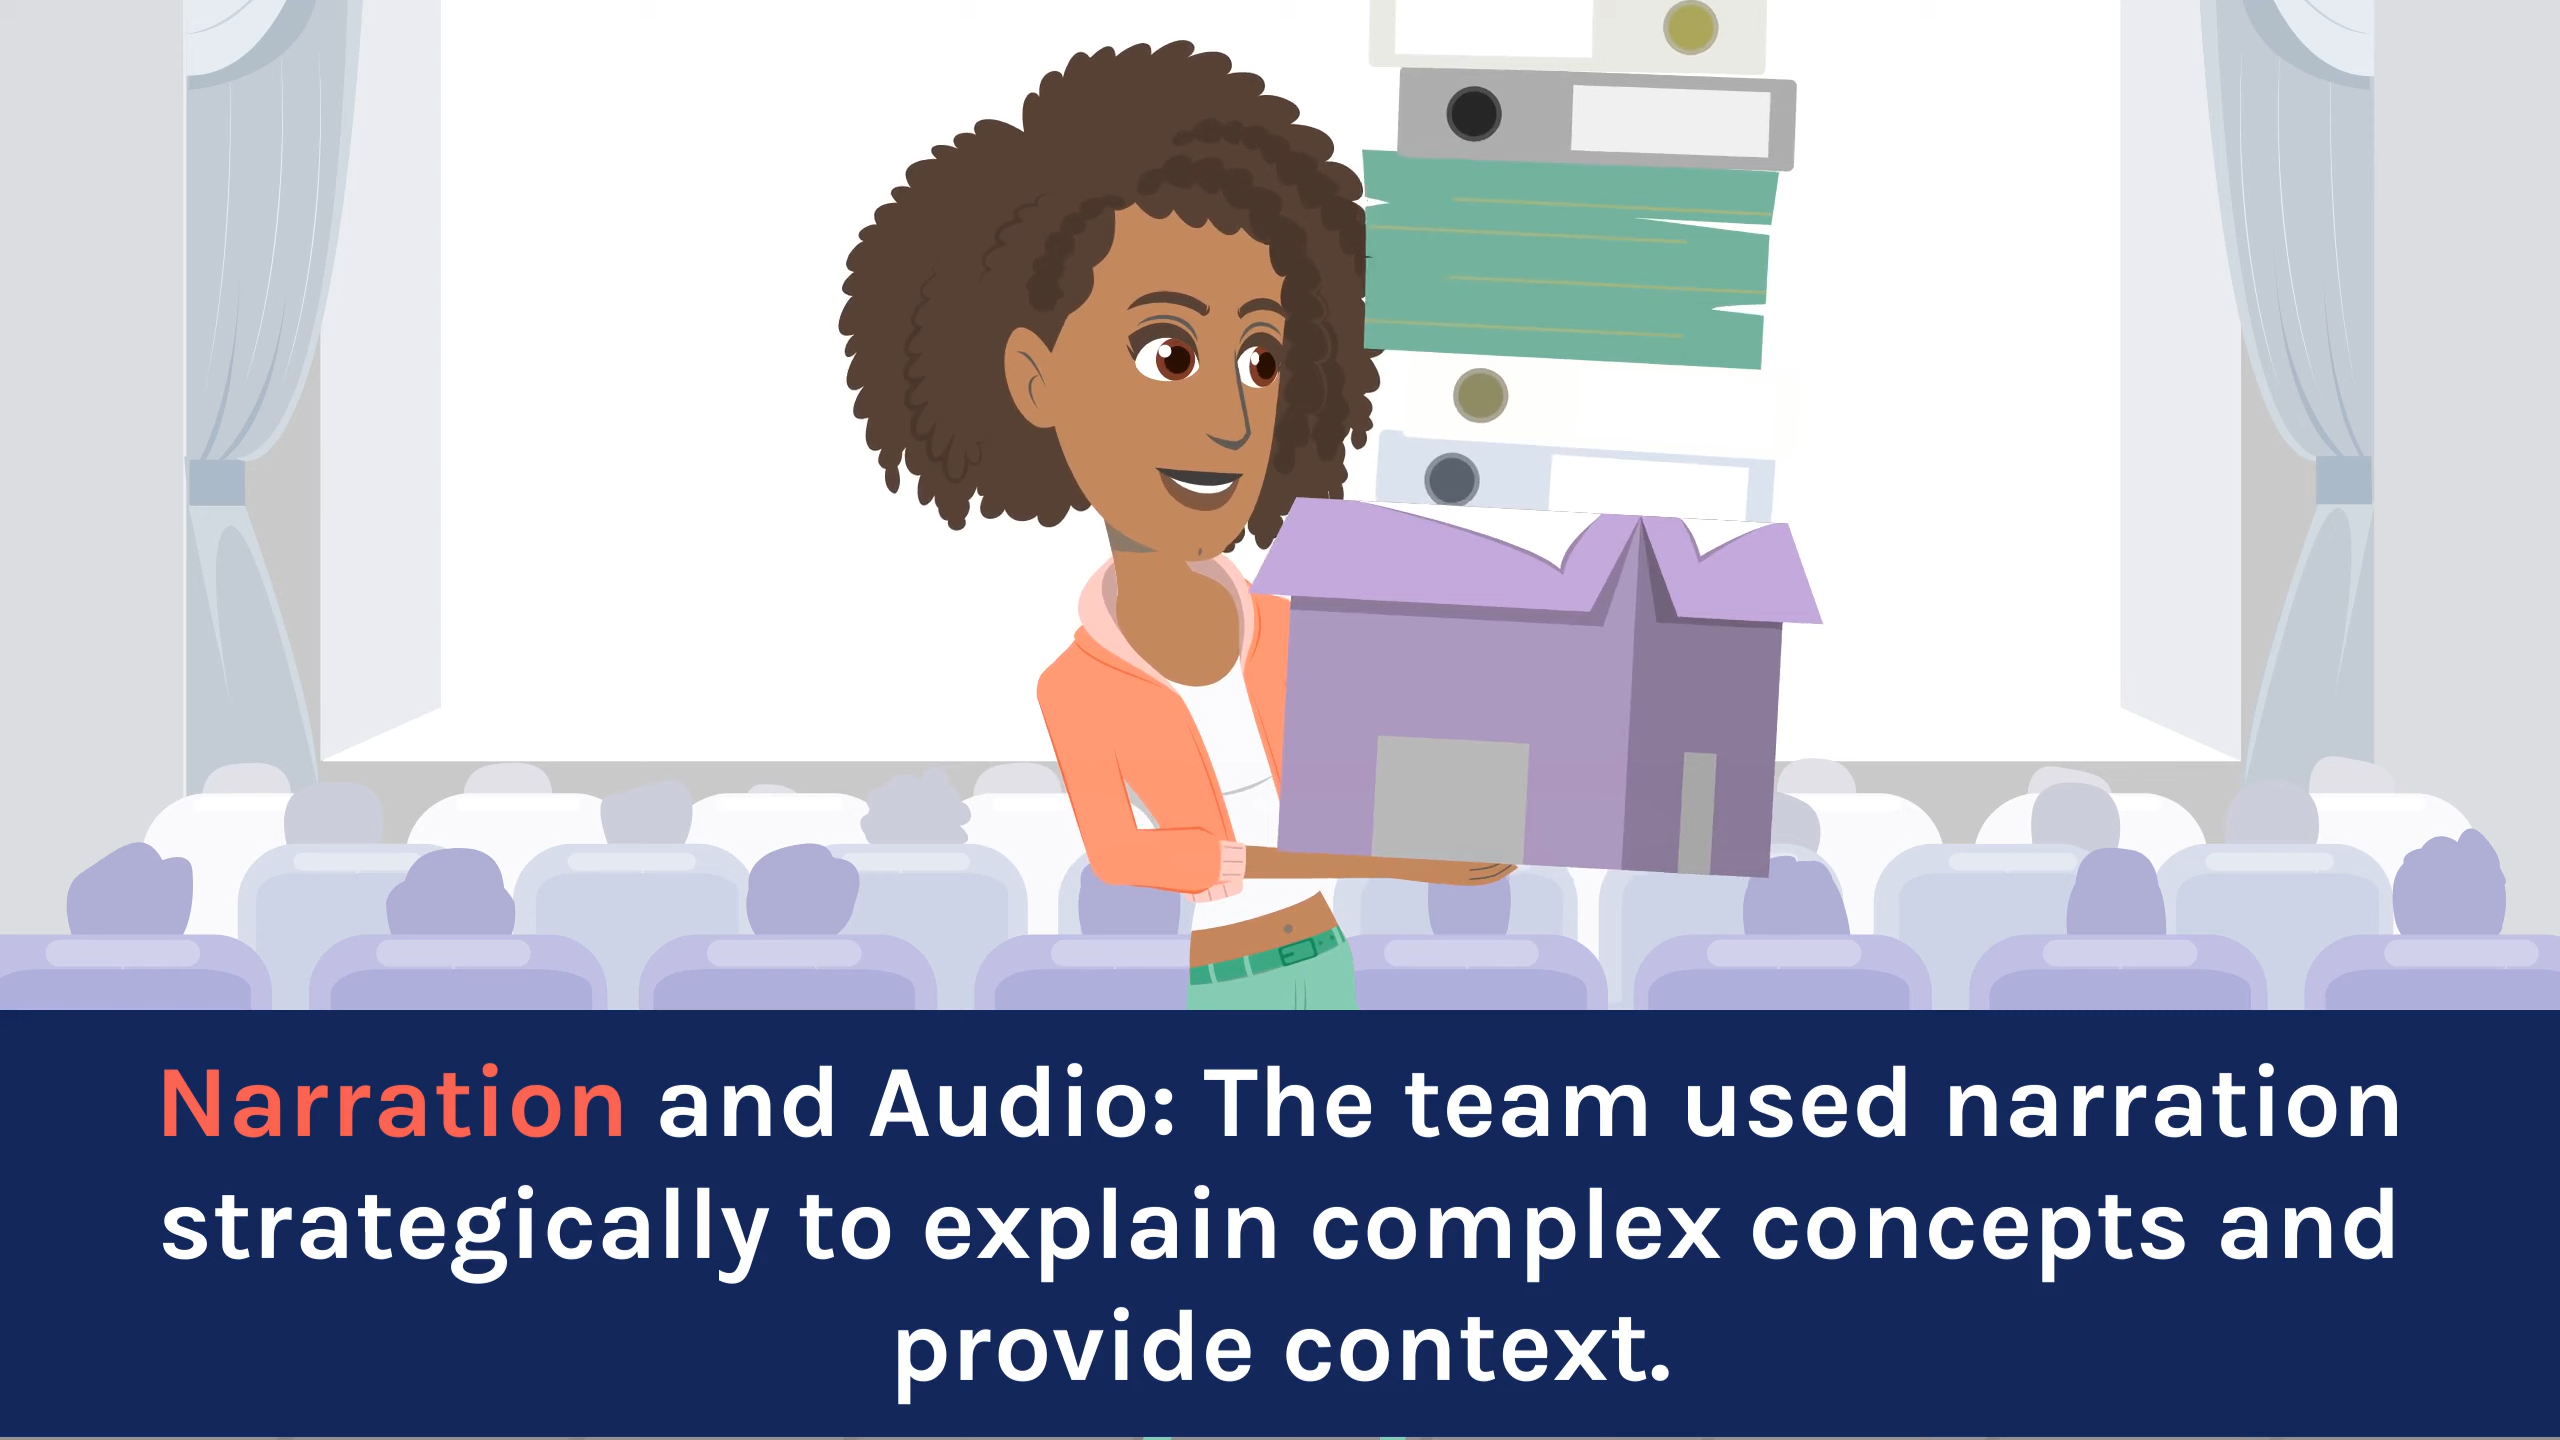 Narration and Audio: The team used narration
strategically to explain complex concepts and
provide context.